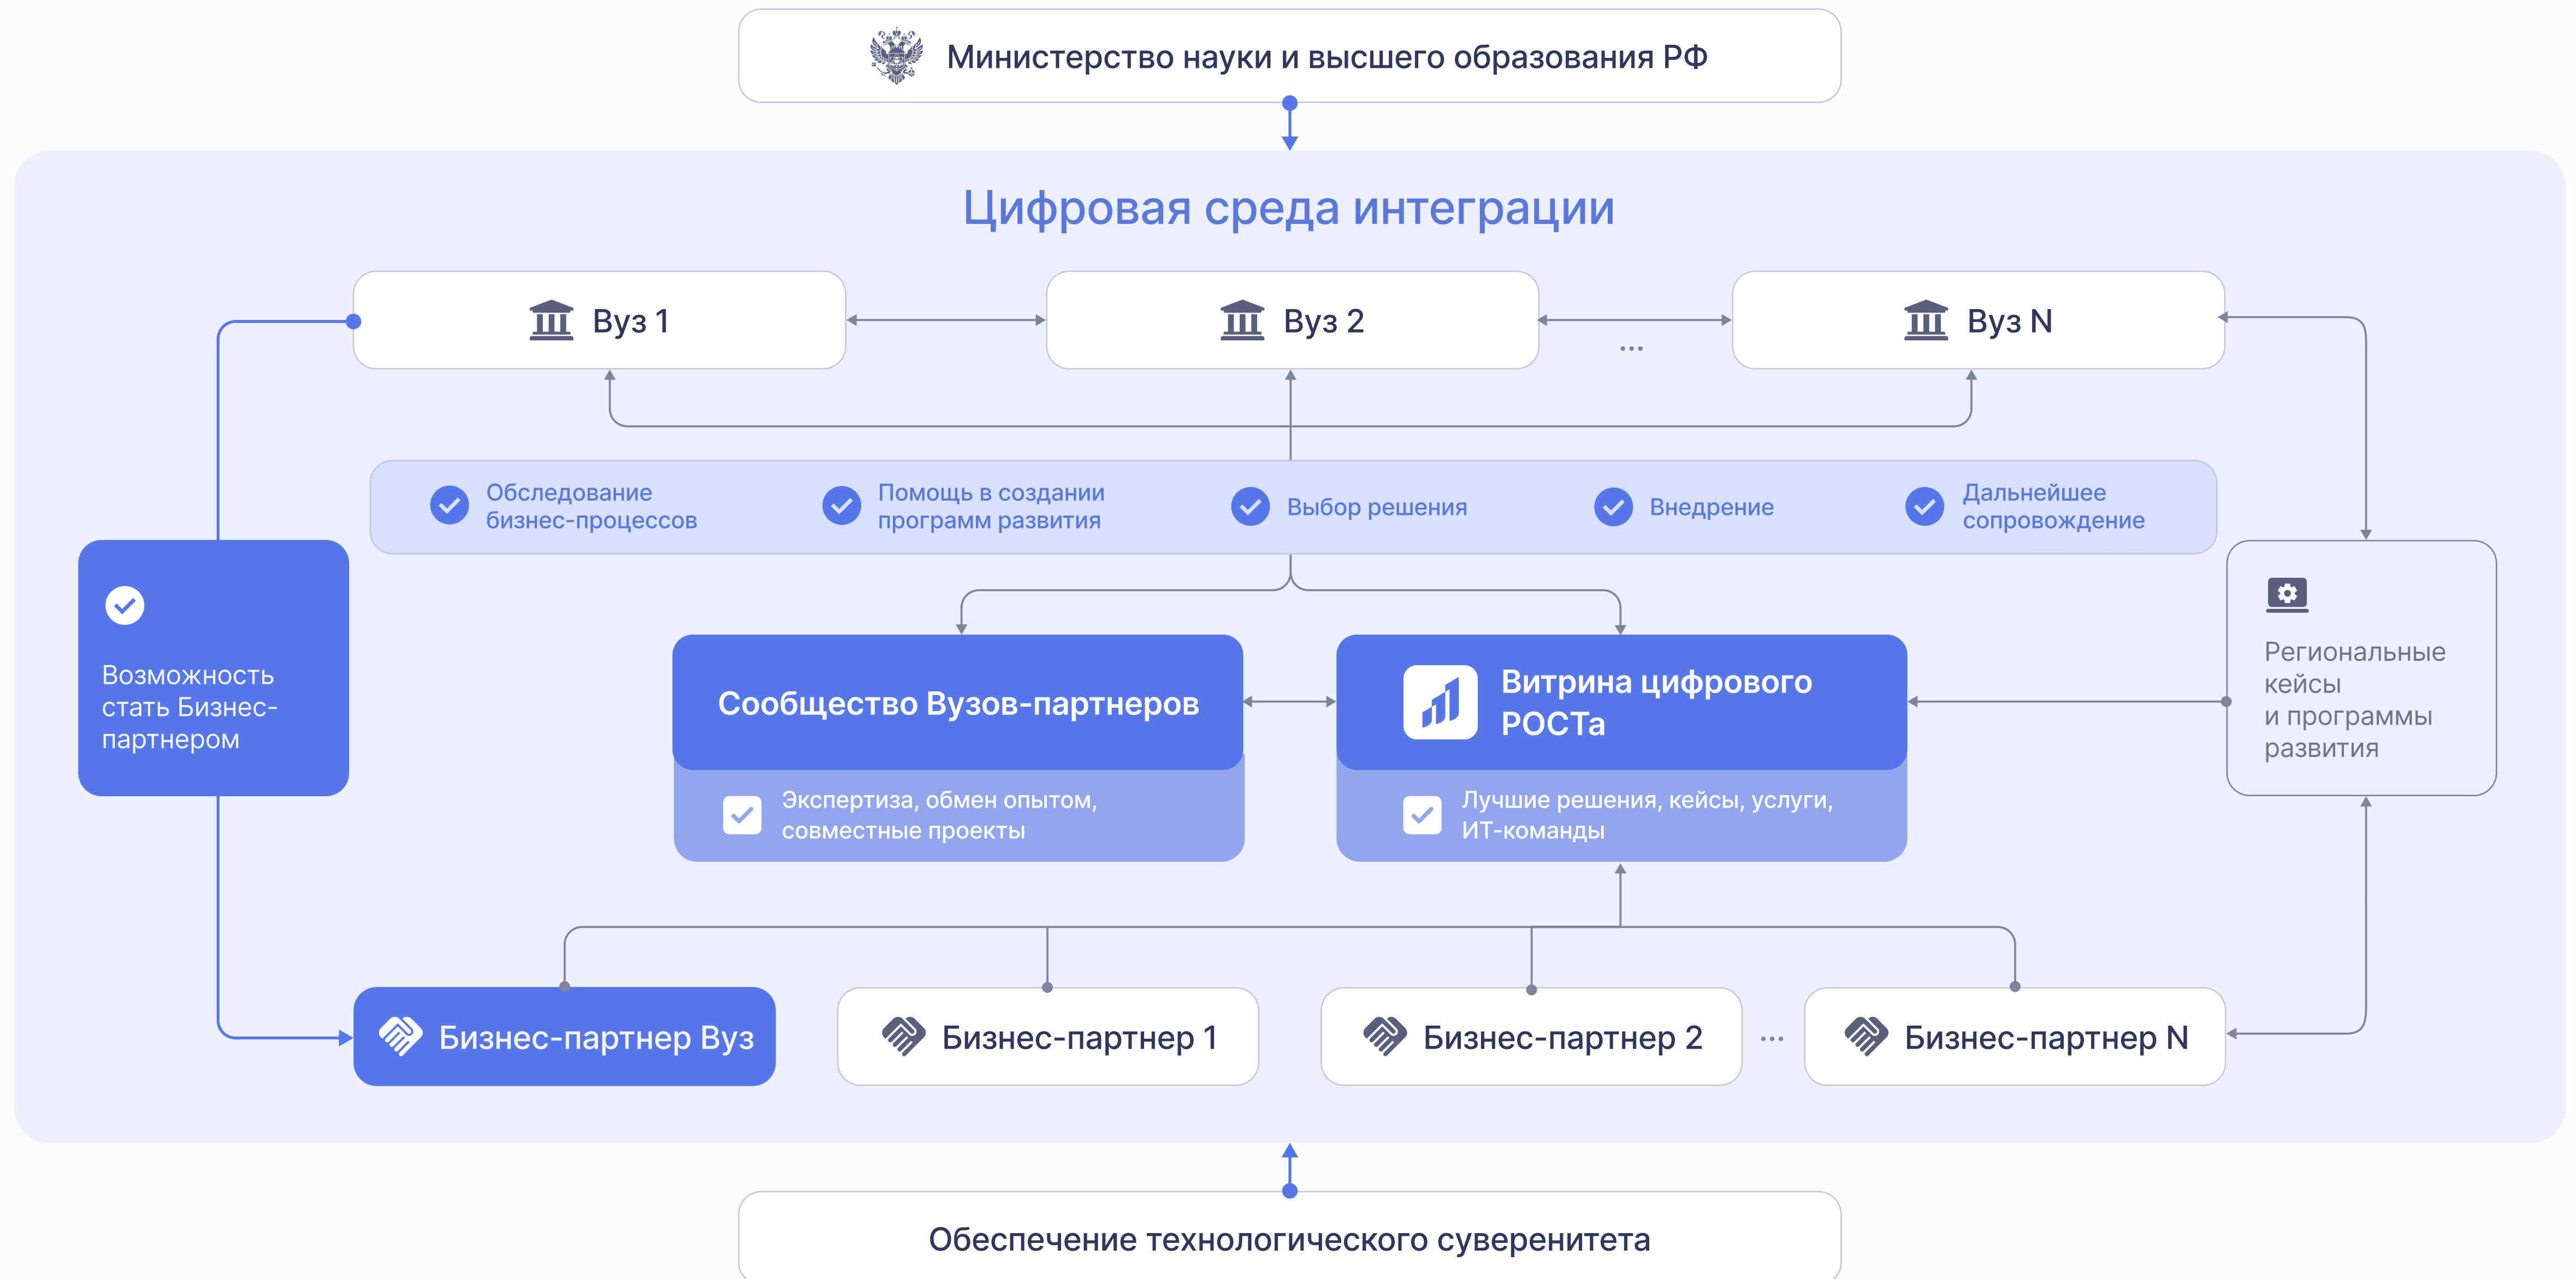 Министерство науки и высшего образования РФ
Цифровая среда интеграции
Вуз 1
Вуз 2
...
Вуз N
Обследование
бизнес-процессов
Помощь в создании
программ развития
Выбор решения
Внедрение
Дальнейшее
сопровождение
Возможность
стать Бизнес-
партнером
Сообщество Вузов-партнеров
Экспертиза, обмен опытом,
совместные проекты
Витрина цифрового
РОСТа
Лучшие решения, кейсы, услуги,
ИТ-команды
Региональные
кейсы
и программы
развития
Бизнес-партнер Вуз
Бизнес-партнер 1
Бизнес-партнер 2
...
Бизнес-партнер N
Обеспечение технологического суверенитета